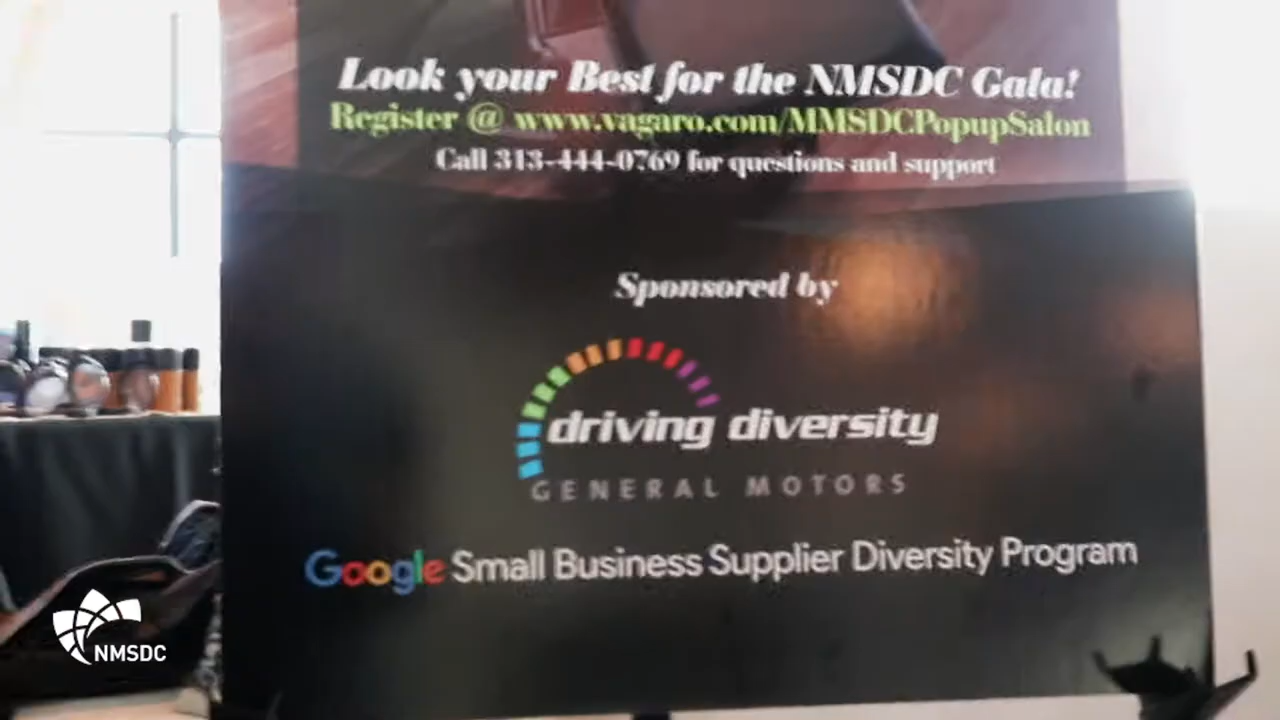 Look your Best for the NMSDC Gala!
Register @ www.vagaro.com/MMSDCPopupSalon
Call 313-444-0769 for questions and support
Sponsored by
driving diversity
GENERAL MOTORS
Google Small Business Supplier Diversity Program
NMSDC